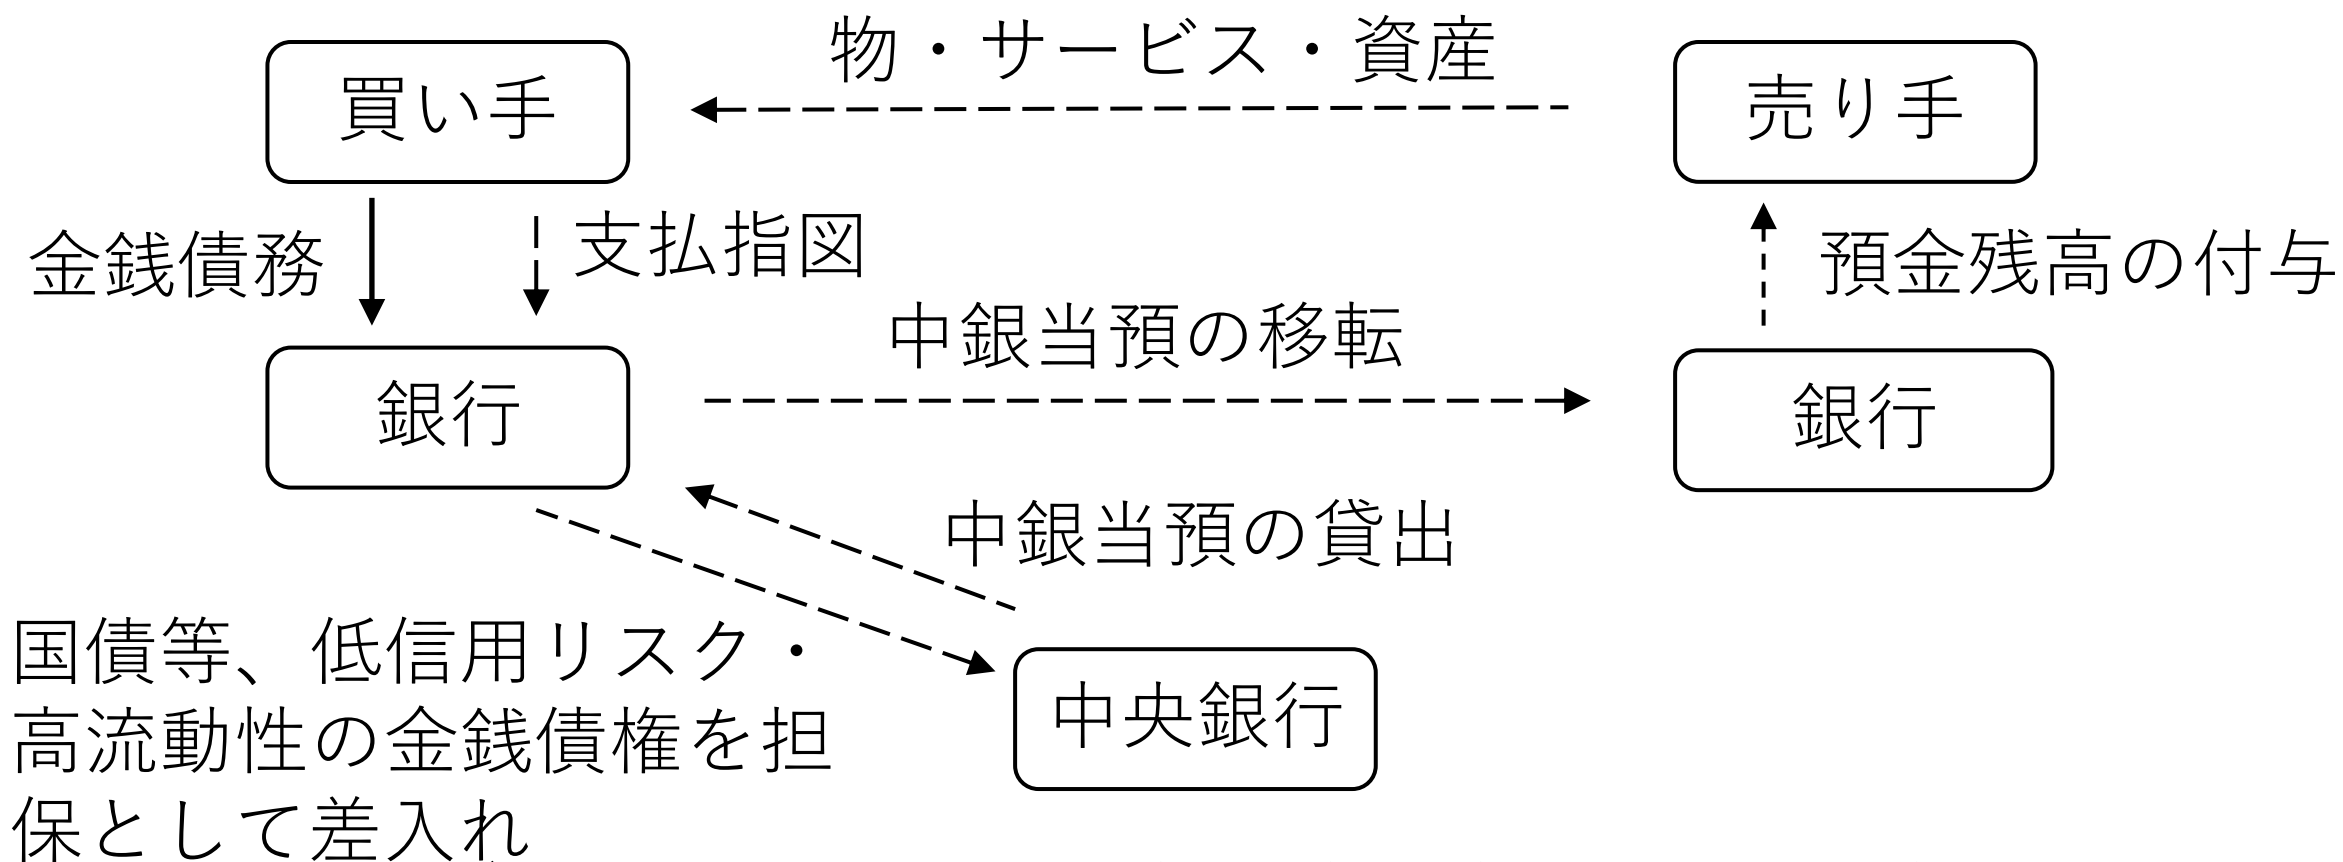 物・サービス・資産
買い手
売り手
金銭債務
支払指図
預金残高の付与
中銀当預の移転
銀行
銀行
中銀当預の貸出
国債等、低信用リスク・
高流動性の金銭債権を担
保として差入れ
中央銀行